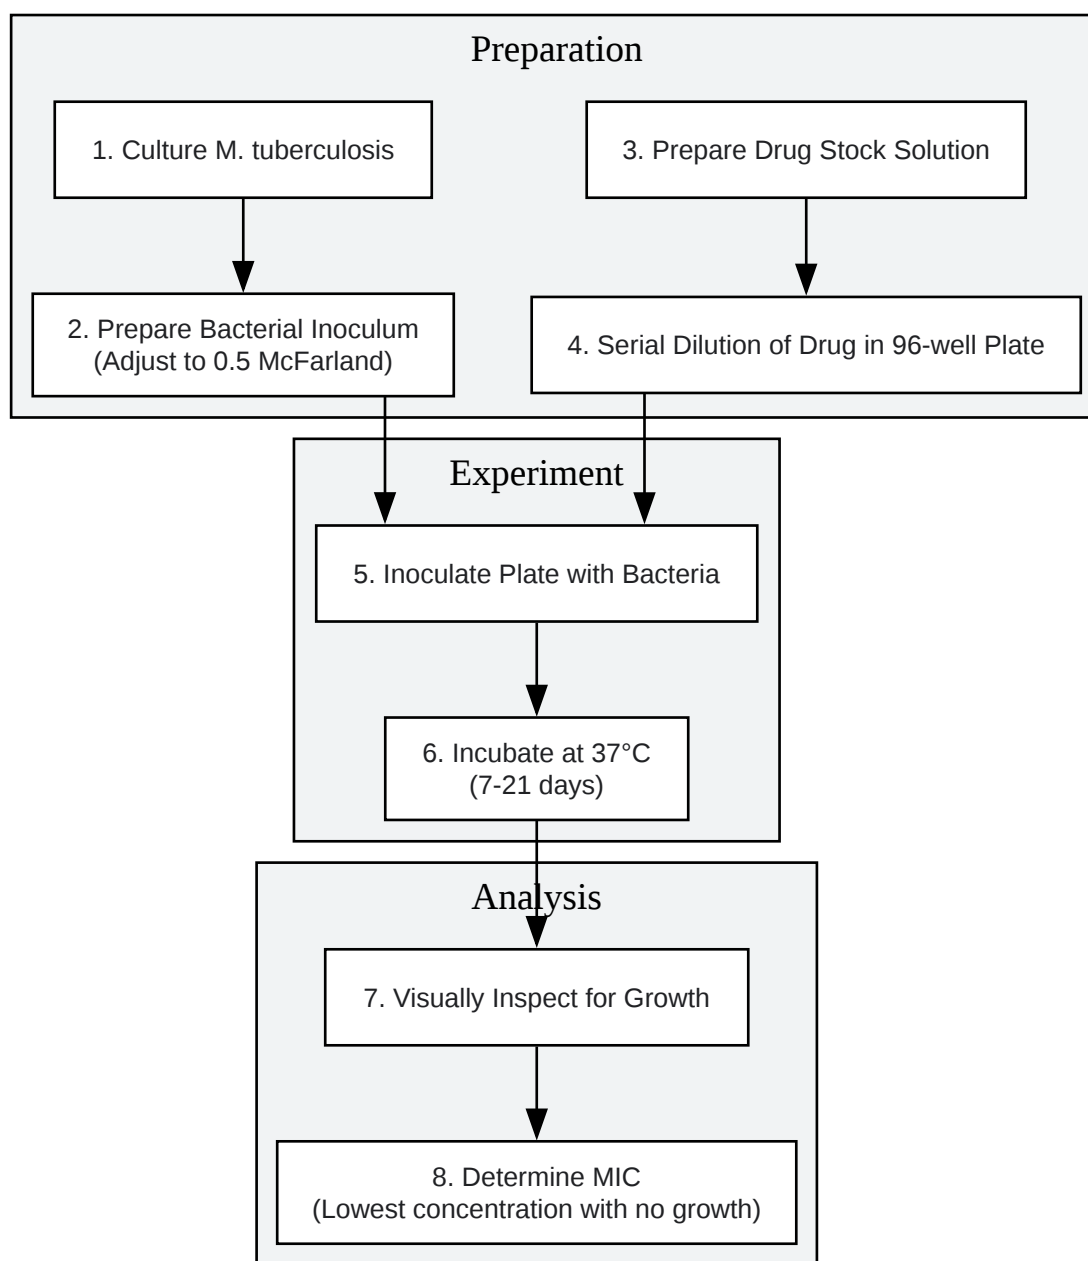 Preparation
1. Culture M. tuberculosis
3. Prepare Drug Stock Solution
2. Prepare Bacterial Inoculum
(Adjust to 0.5 McFarland)
4. Serial Dilution of Drug in 96-well Plate
Experiment
5. Inoculate Plate with Bacteria
6. Incubate at 37°C
(7-21 days)
Analysis
7. Visually Inspect for Growth
8. Determine MIC
(Lowest concentration with no growth)